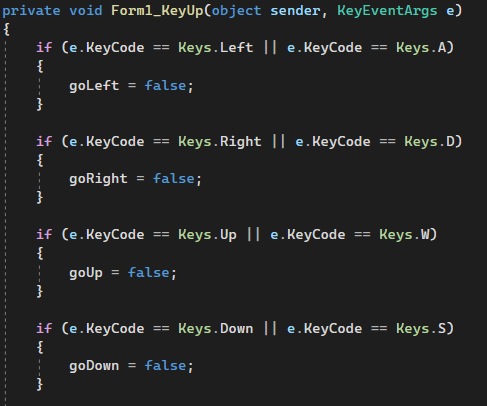 private void Form1_KeyUp(object sender, KeyEventArgs e)
{
if (e.KeyCode == Keys.Left || e.KeyCode == Keys.A)
{
goLeft = false;
}
if (e.KeyCode == Keys.Right || e.KeyCode == Keys.D)
{
goRight = false;
}
if (e.KeyCode == Keys.Up || e.KeyCode == Keys.W)
{
goUp = false;
}
if (e.KeyCode == Keys.Down || e.KeyCode == Keys.S)
{
goDown = false;
}